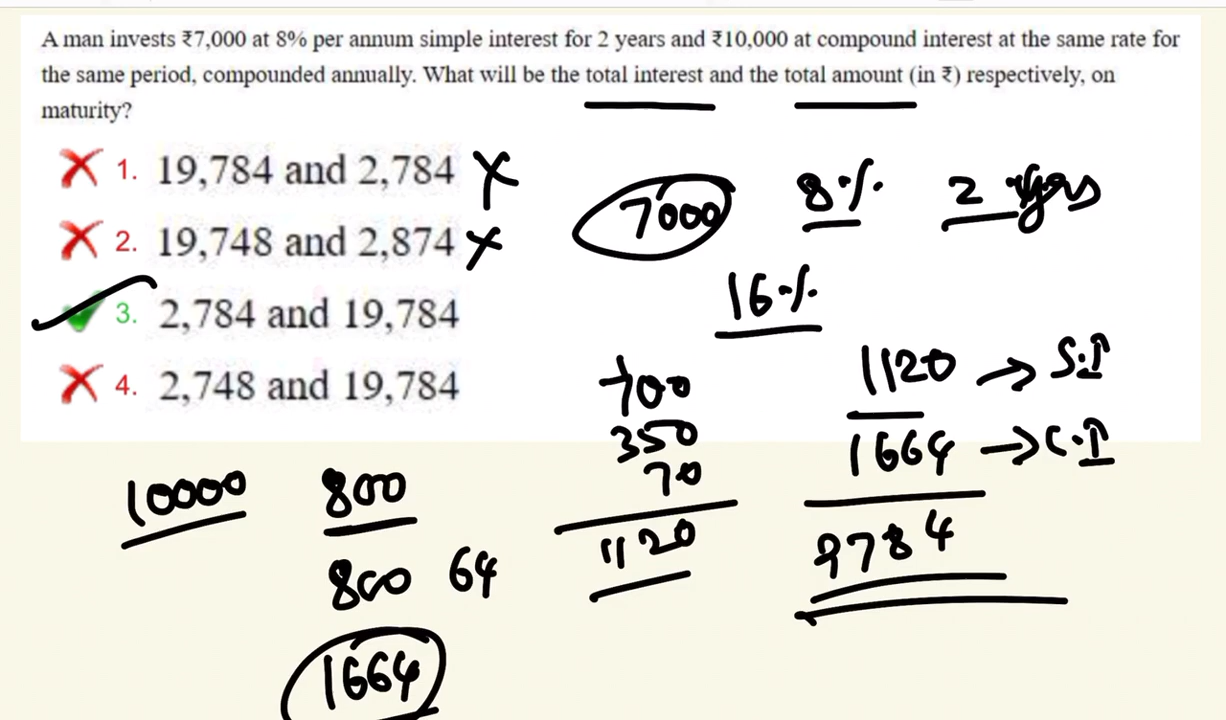 A man invests ₹7,000 at 8% per annum simple interest for 2 years and ₹10,000 at compound interest at the same rate for
the same period, compounded annually. What will be the total interest and the total amount (in ₹) respectively, on
maturity?
1. 19,784 and 2,784
2. 19,748 and 2,874
3. 2,784 and 19,784
4. 2,748 and 19,784
7000 8% 2 yrs
16%
700
350
70
1120
1120 → S.I
1664 → C.I
2784
10000 800
800 64
1664